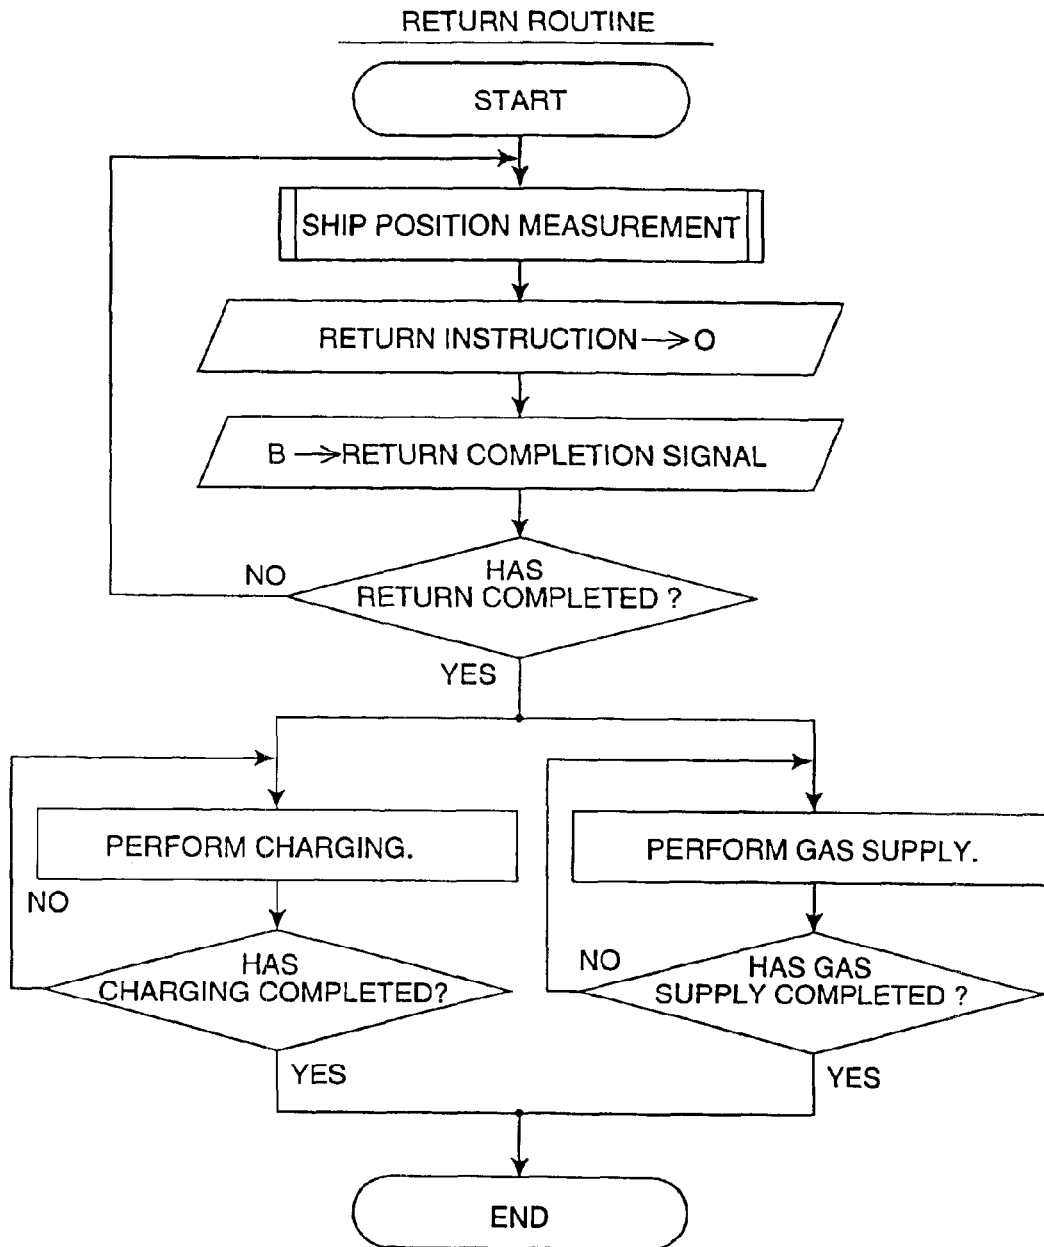 RETURN ROUTINE
START
SHIP POSITION MEASUREMENT
RETURN INSTRUCTION→O
B→RETURN COMPLETION SIGNAL
HAS
RETURN COMPLETED ?
NO
YES
PERFORM CHARGING.
NO
HAS
CHARGING COMPLETED?
YES
PERFORM GAS SUPPLY.
NO
HAS GAS
SUPPLY COMPLETED ?
YES
END